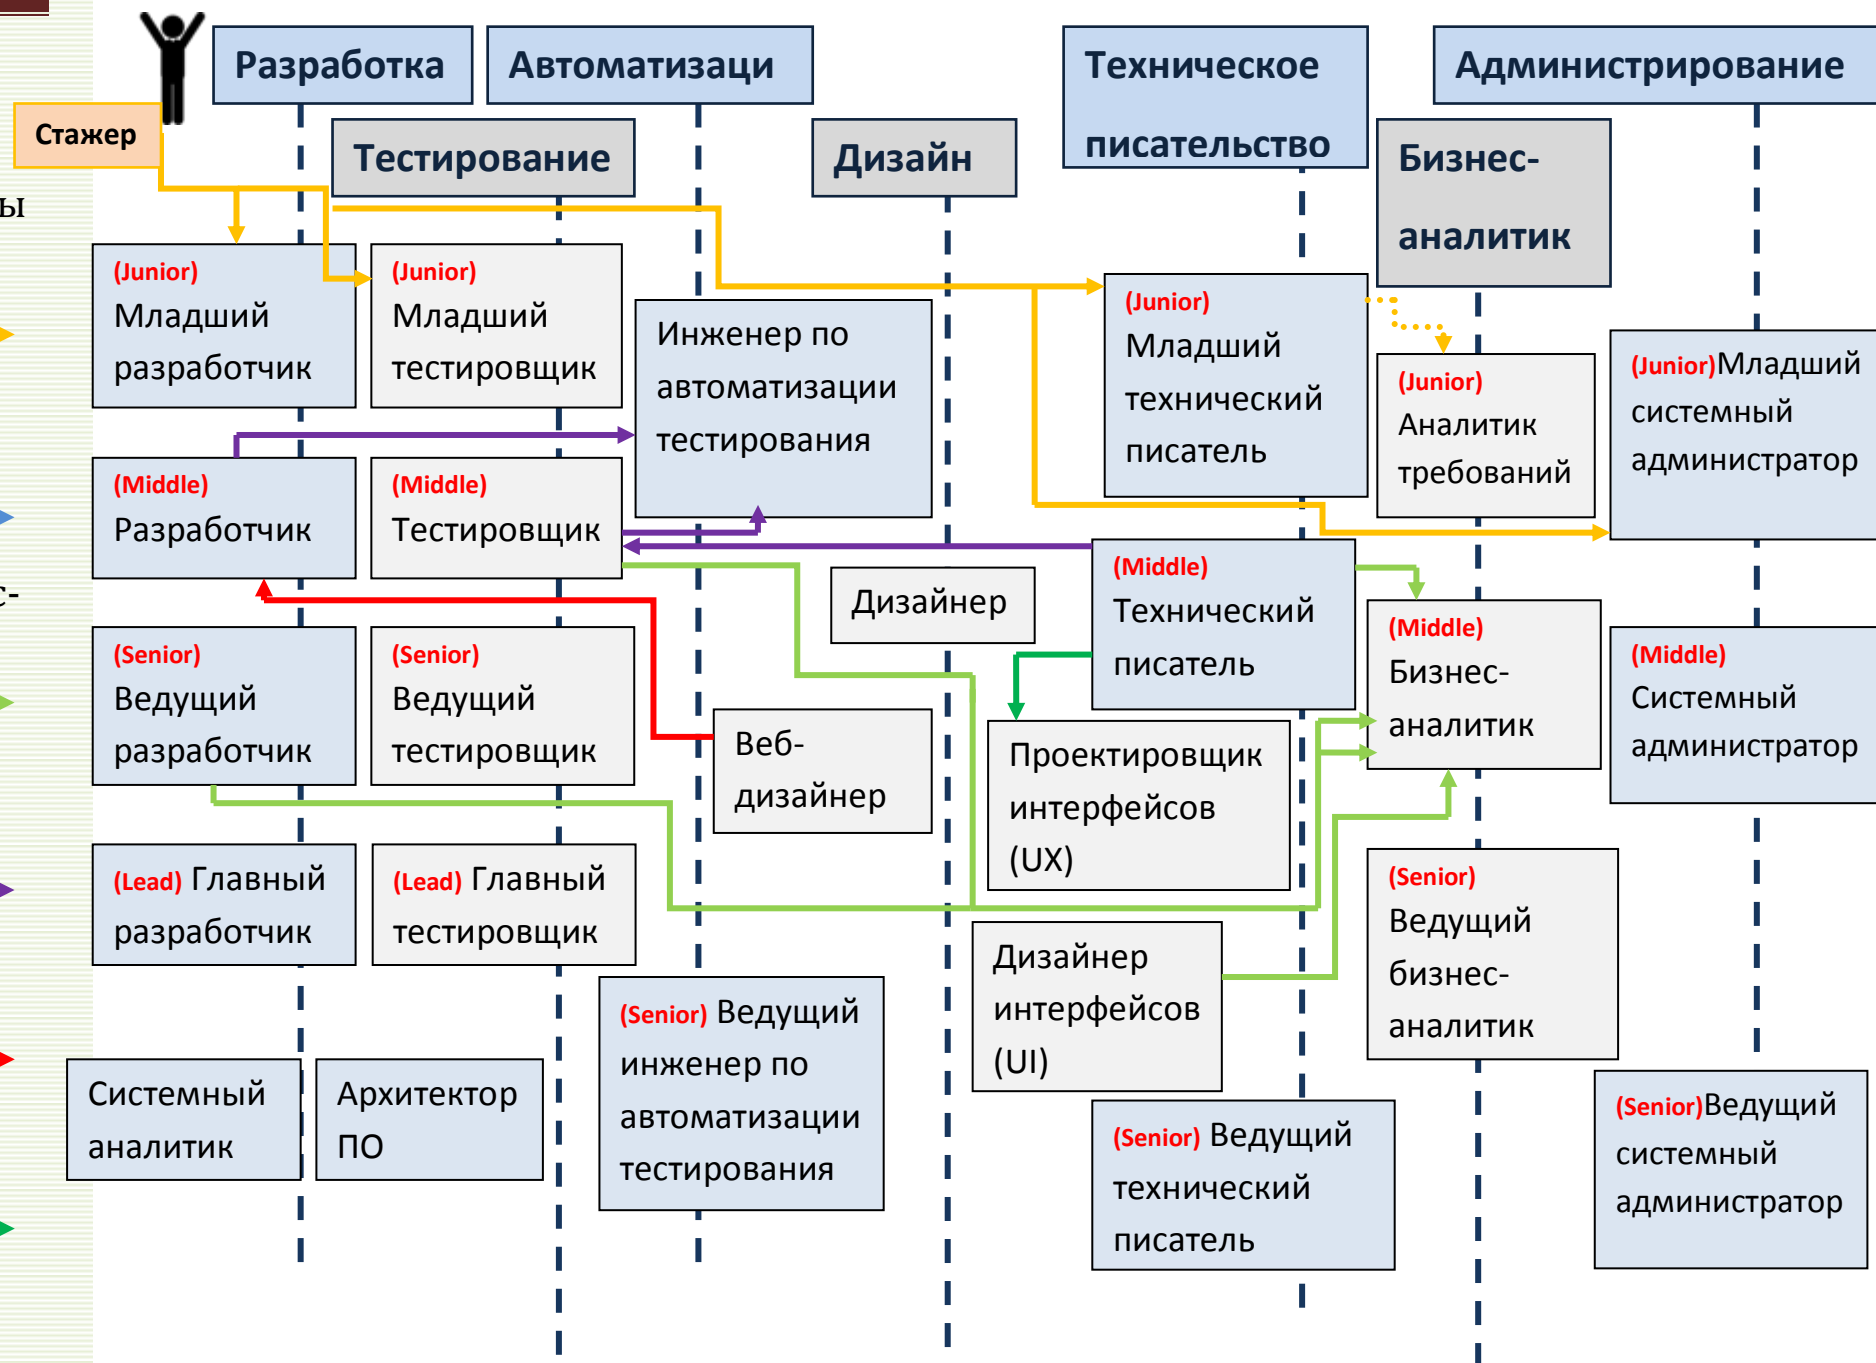 Разработка
Автоматизаци
Техническое
писательство
Администрирование
Стажер
Тестирование
Дизайн
Бизнес-
аналитик
ы
с-
(Junior)
Младший
разработчик
(Junior)
Младший
тестировщик
Инженер по
автоматизации
тестирования
(Junior)
Младший
технический
писатель
(Junior)
Аналитик
требований
(Junior)Младший
системный
администратор
(Middle)
Разработчик
(Middle)
Тестировщик
Дизайнер
(Middle)
Технический
писатель
(Middle)
Бизнес-
аналитик
(Middle)
Системный
администратор
(Senior)
Ведущий
разработчик
(Senior)
Ведущий
тестировщик
Веб-
дизайнер
Проектировщик
интерфейсов
(UX)
(Lead) Главный
разработчик
(Lead) Главный
тестировщик
Дизайнер
интерфейсов
(UI)
(Senior)
Ведущий
бизнес-
аналитик
Системный
аналитик
Архитектор
ПО
(Senior) Ведущий
инженер по
автоматизации
тестирования
(Senior) Ведущий
технический
писатель
(Senior)Ведущий
системный
администратор